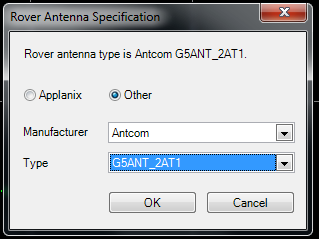 Rover Antenna Specification
Rover antenna type is Antcom G5ANT_2AT1.
Applanix Other
Manufacturer Antcom
Type G5ANT_2AT1
OK Cancel